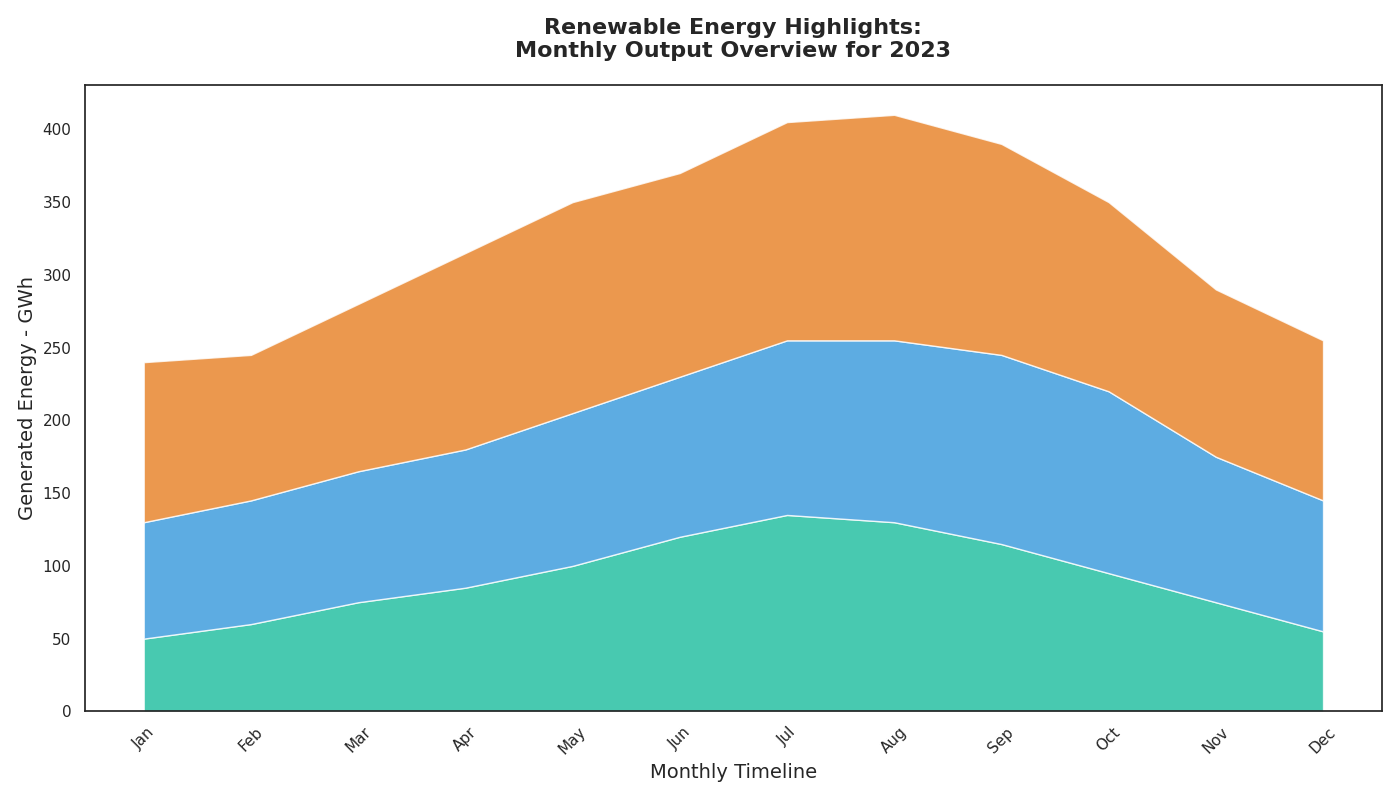 Renewable Energy Highlights:
Monthly Output Overview for 2023
Generated Energy - GWh
400
350
300
250
200
150
100
50
0
Jan
Feb
Mar
Apr
May
Jun
Jul
Aug
Sep
Oct
Nov
Dec
Monthly Timeline